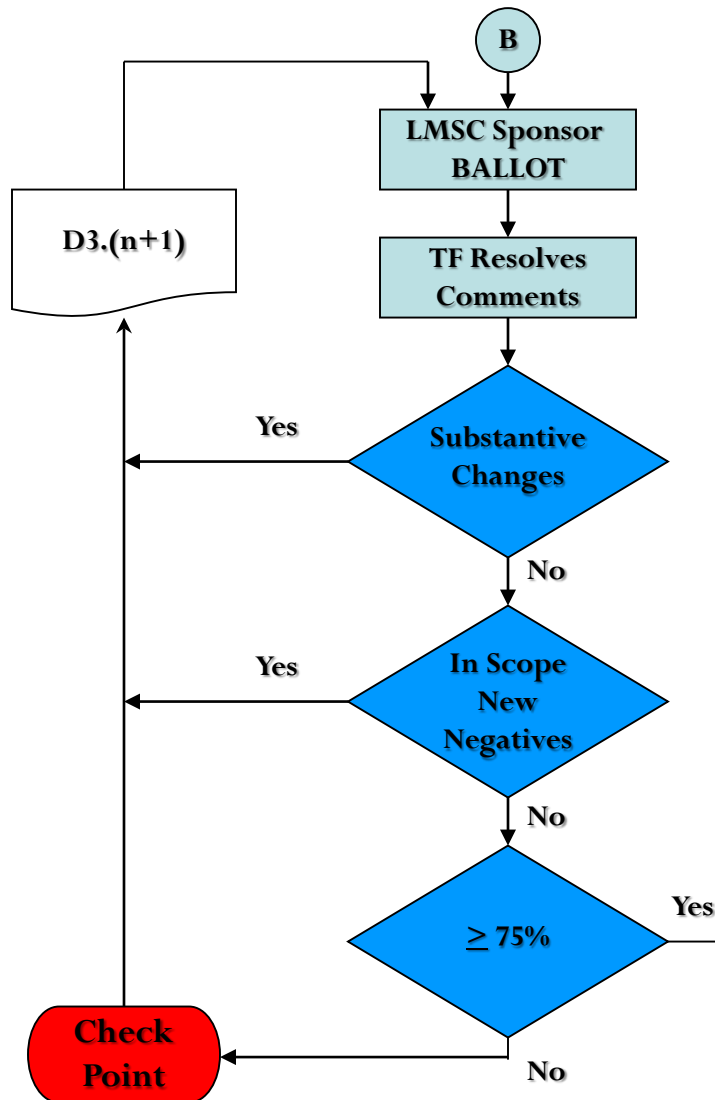 B
LMSC Sponsor
BALLOT
D3.(n+1)
TF Resolves
Comments
Yes
Substantive
Changes
No
Yes
In Scope
New
Negatives
No
≥ 75%
Yes
Check
Point
No